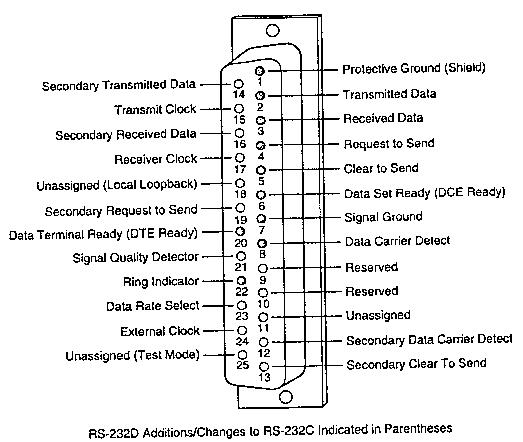 Protective Ground (Shield)
1
Secondary Transmitted Data
14
Transmitted Data
2
Transmit Clock
15
Received Data
3
Secondary Received Data
16
Request to Send
4
Receiver Clock
17
Clear to Send
5
Unassigned (Local Loopback)
18
Data Set Ready (DCE Ready)
6
Secondary Request to Send
19
Signal Ground
7
Data Terminal Ready (DTE Ready)
20
Data Carrier Detect
8
Signal Quality Detector
21
Reserved
9
Ring Indicator
22
Reserved
10
Data Rate Select
23
Unassigned
11
External Clock
24
Secondary Data Carrier Detect
12
Unassigned (Test Mode)
25
Secondary Clear To Send
13
RS-232D Additions/Changes to RS-232C Indicated in Parentheses